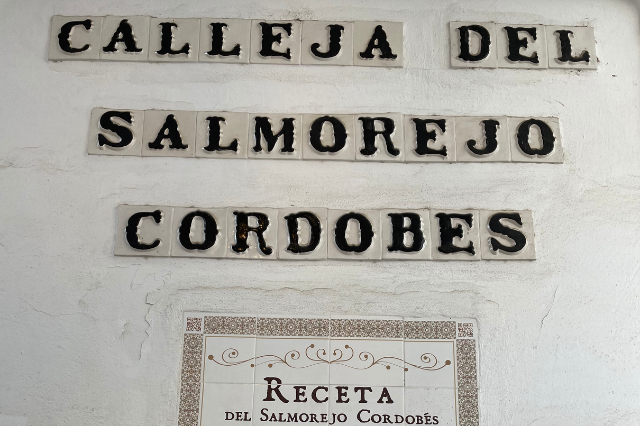 CALLEJA DEL
SALMOREJO
CORDOBES
RECETA
DEL SALMOREJO CORDOBÉS